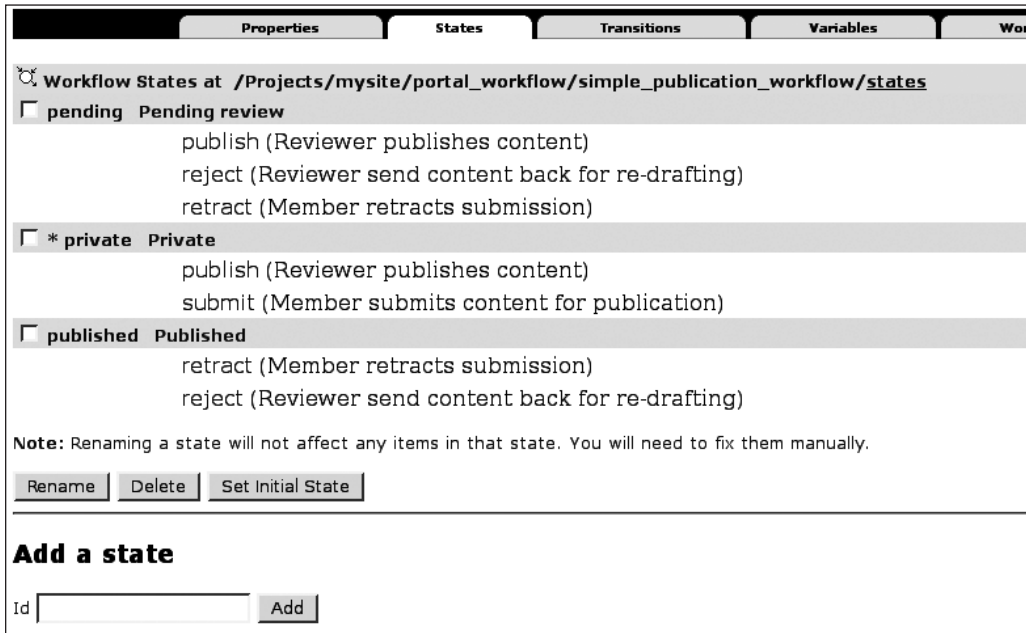 Properties States Transitions Variables
Workflow States at /Projects/mysite/portal_workflow/simple_publication_workflow/states
pending Pending review
publish (Reviewer publishes content)
reject (Reviewer send content back for re-drafting)
retract (Member retracts submission)
* private Private
publish (Reviewer publishes content)
submit (Member submits content for publication)
published Published
retract (Member retracts submission)
reject (Reviewer send content back for re-drafting)
Note: Renaming a state will not affect any items in that state. You will need to fix them manually.
Rename Delete Set Initial State
Add a state
Id Add